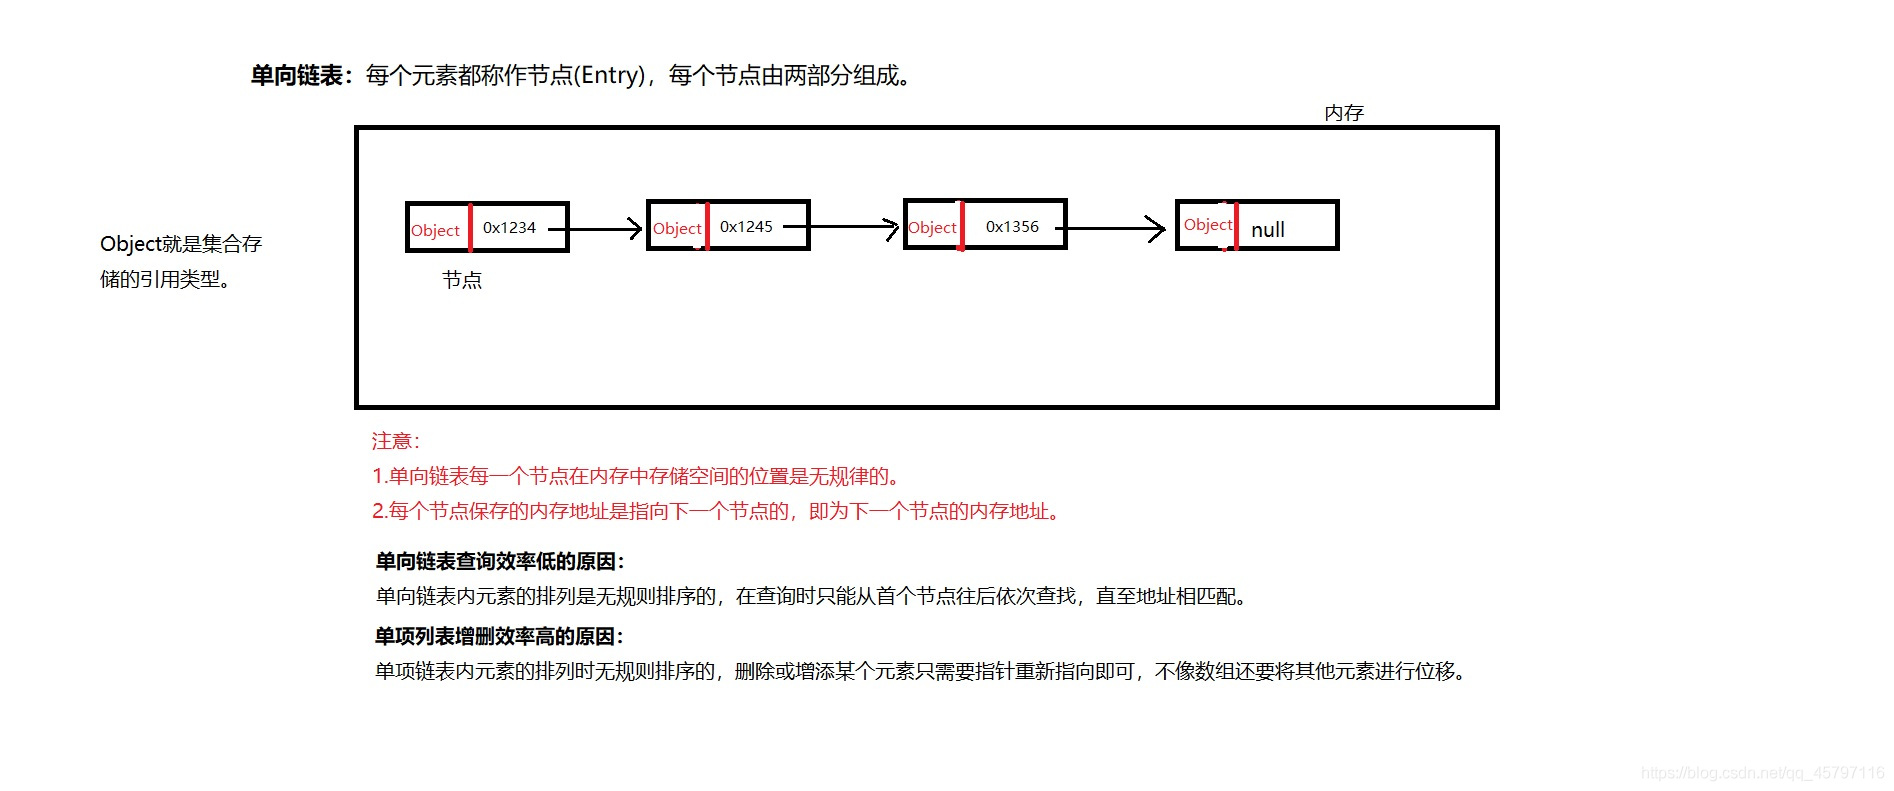 单向链表：每个元素都称作节点(Entry)，每个节点由两部分组成。
内存
Object 0x1234
Object 0x1245
Object 0x1356
Object null
节点
Object就是集合存
储的引用类型。
注意：
1.单向链表每一个节点在内存中存储空间的位置是无规律的。
2.每个节点保存的内存地址是指向下一个节点的，即为下一个节点的内存地址。
单向链表查询效率低的原因：
单向链表内元素的排列是无规则排序的，在查询时只能从首个节点往后依次查找，直至地址相匹配。
单项列表增删效率高的原因：
单项链表内元素的排列时无规则排序的，删除或增添某个元素只需要指针重新指向即可，不像数组还要将其他元素进行位移。
https://blog.csdn.net/qq_45797116